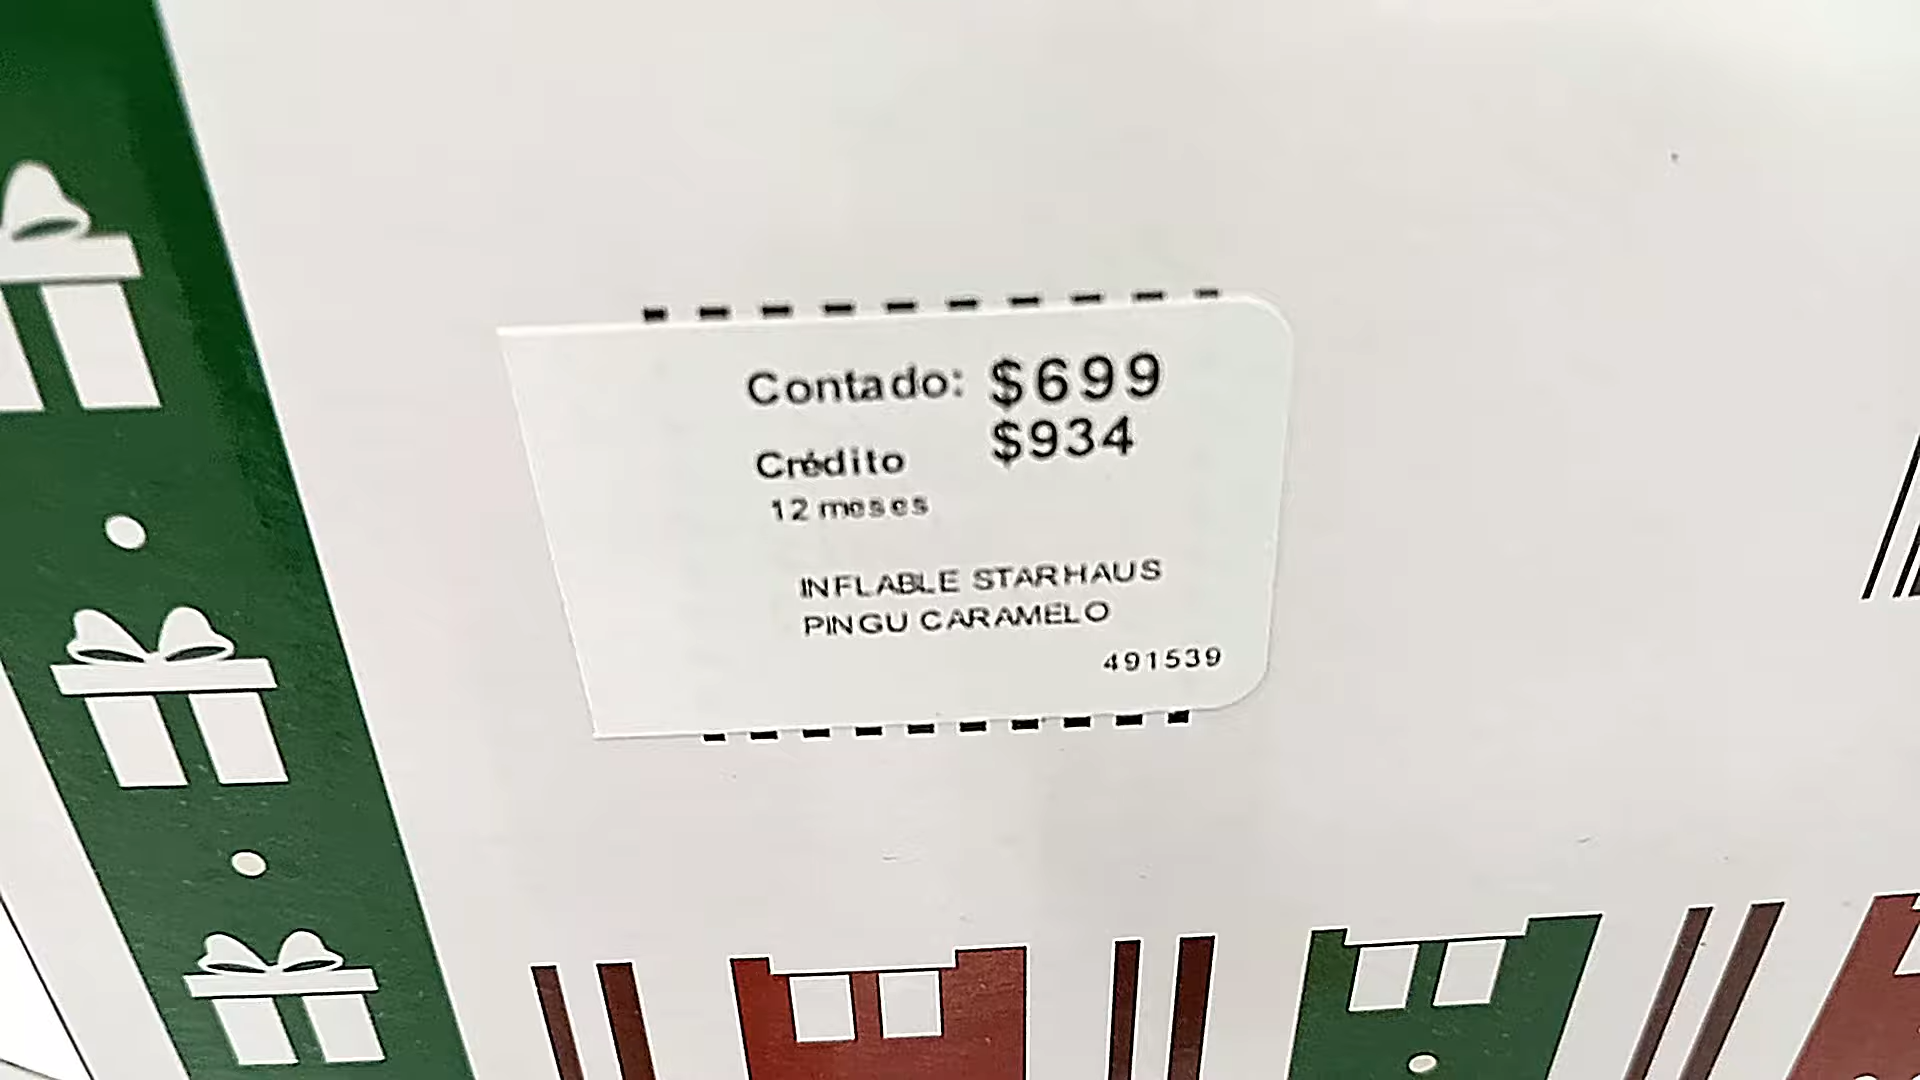 Contado: $699
Crédito $934
12 meses
INFLABLE STARHAUS
PINGU CARAMELO
491539